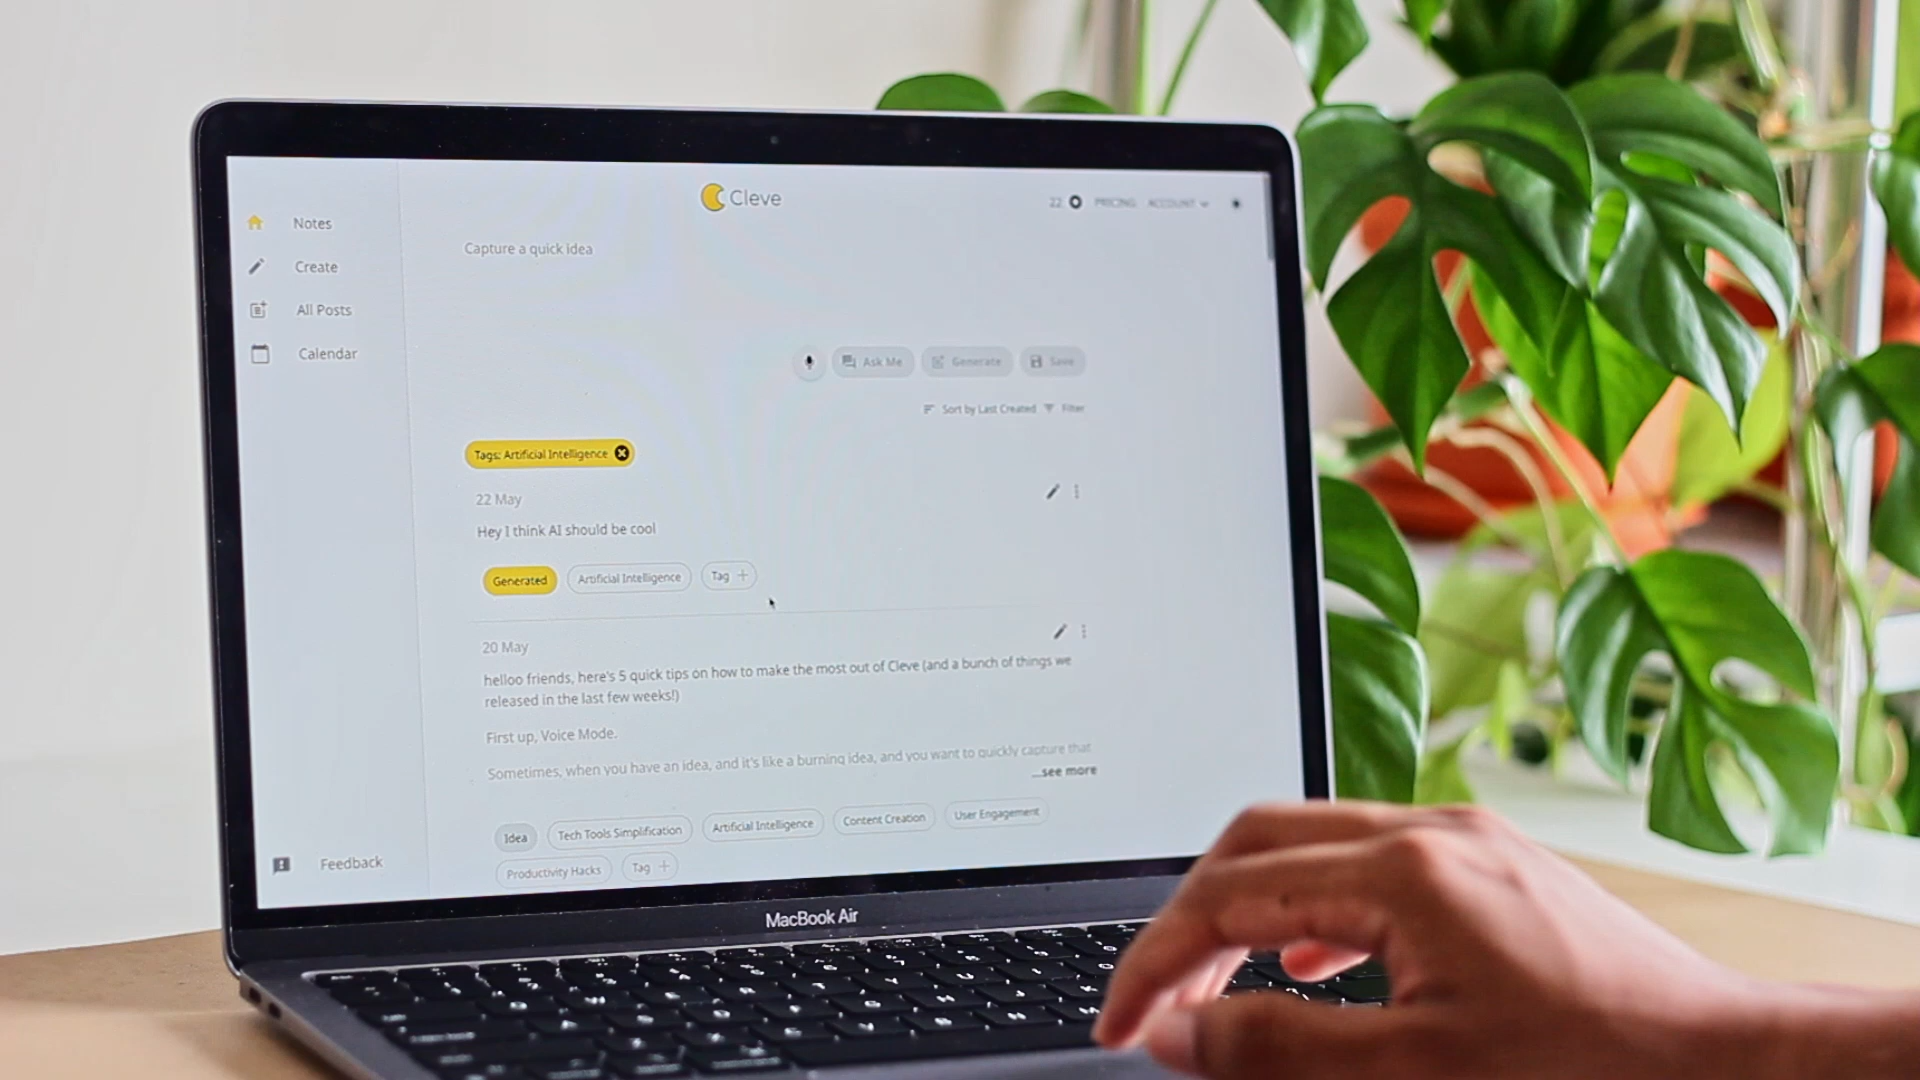 Cleve
22 PRICING ACCOUNT
Notes
Create
All Posts
Calendar
Feedback
Capture a quick idea
Ask Me Generate Save
Sort by Last Created Filter
Tags: Artificial Intelligence
22 May
Hey I think AI should be cool
Generated Artificial Intelligence Tag +
20 May
helloo friends, here's 5 quick tips on how to make the most out of Cleve (and a bunch of things we
released in the last few weeks!)
First up, Voice Mode.
Sometimes, when you have an idea, and it's like a burning idea, and you want to quickly capture that
...see more
Idea Tech Tools Simplification Artificial Intelligence Content Creation User Engagement
Productivity Hacks Tag +
MacBook Air